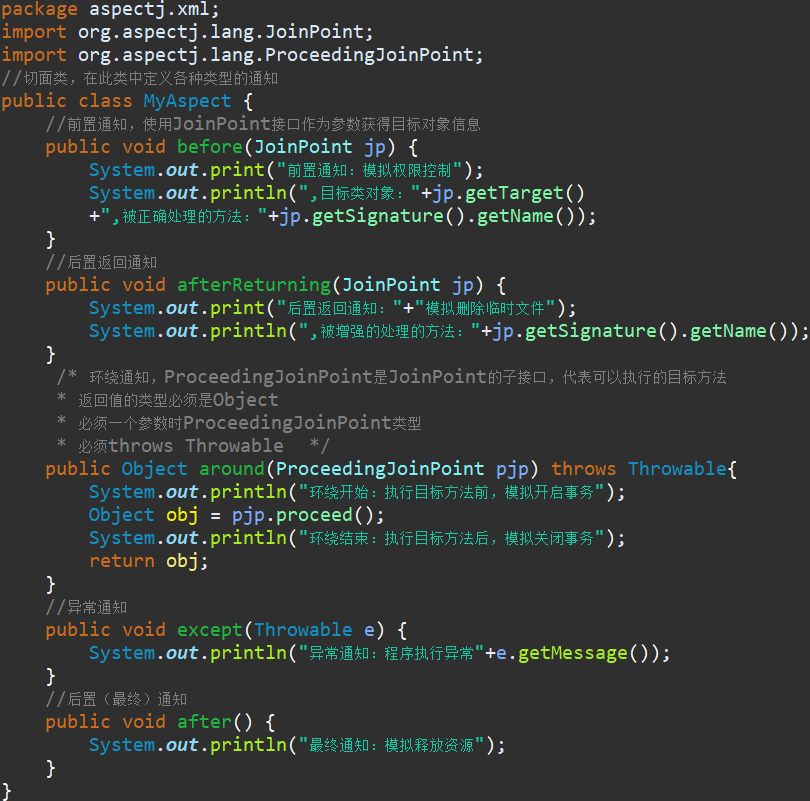 package aspectj.xml;
import org.aspectj.lang.JoinPoint;
import org.aspectj.lang.ProceedingJoinPoint;
//切面类，在此类中定义各种类型的通知
public class MyAspect {
    //前置通知，使用JoinPoint接口作为参数获得目标对象信息
    public void before(JoinPoint jp) {
        System.out.print("前置通知：模拟权限控制");
        System.out.println(",目标类对象："+jp.getTarget()
        +",被正确处理的方法："+jp.getSignature().getName());
    }
    //后置返回通知
    public void afterReturning(JoinPoint jp) {
        System.out.print("后置返回通知："+"模拟删除临时文件");
        System.out.println(",被增强的处理的方法："+jp.getSignature().getName());
    }
     /* 环绕通知，ProceedingJoinPoint是JoinPoint的子接口，代表可以执行的目标方法
     * 返回值的类型必须是Object
     * 必须一个参数时ProceedingJoinPoint类型
     * 必须throws Throwable  */
    public Object around(ProceedingJoinPoint pjp) throws Throwable{
        System.out.println("环绕开始：执行目标方法前，模拟开启事务");
        Object obj = pjp.proceed();
        System.out.println("环绕结束：执行目标方法后，模拟关闭事务");
        return obj;
    }
    //异常通知
    public void except(Throwable e) {
        System.out.println("异常通知：程序执行异常"+e.getMessage());
    }
    //后置（最终）通知
    public void after() {
        System.out.println("最终通知：模拟释放资源");
    }
}